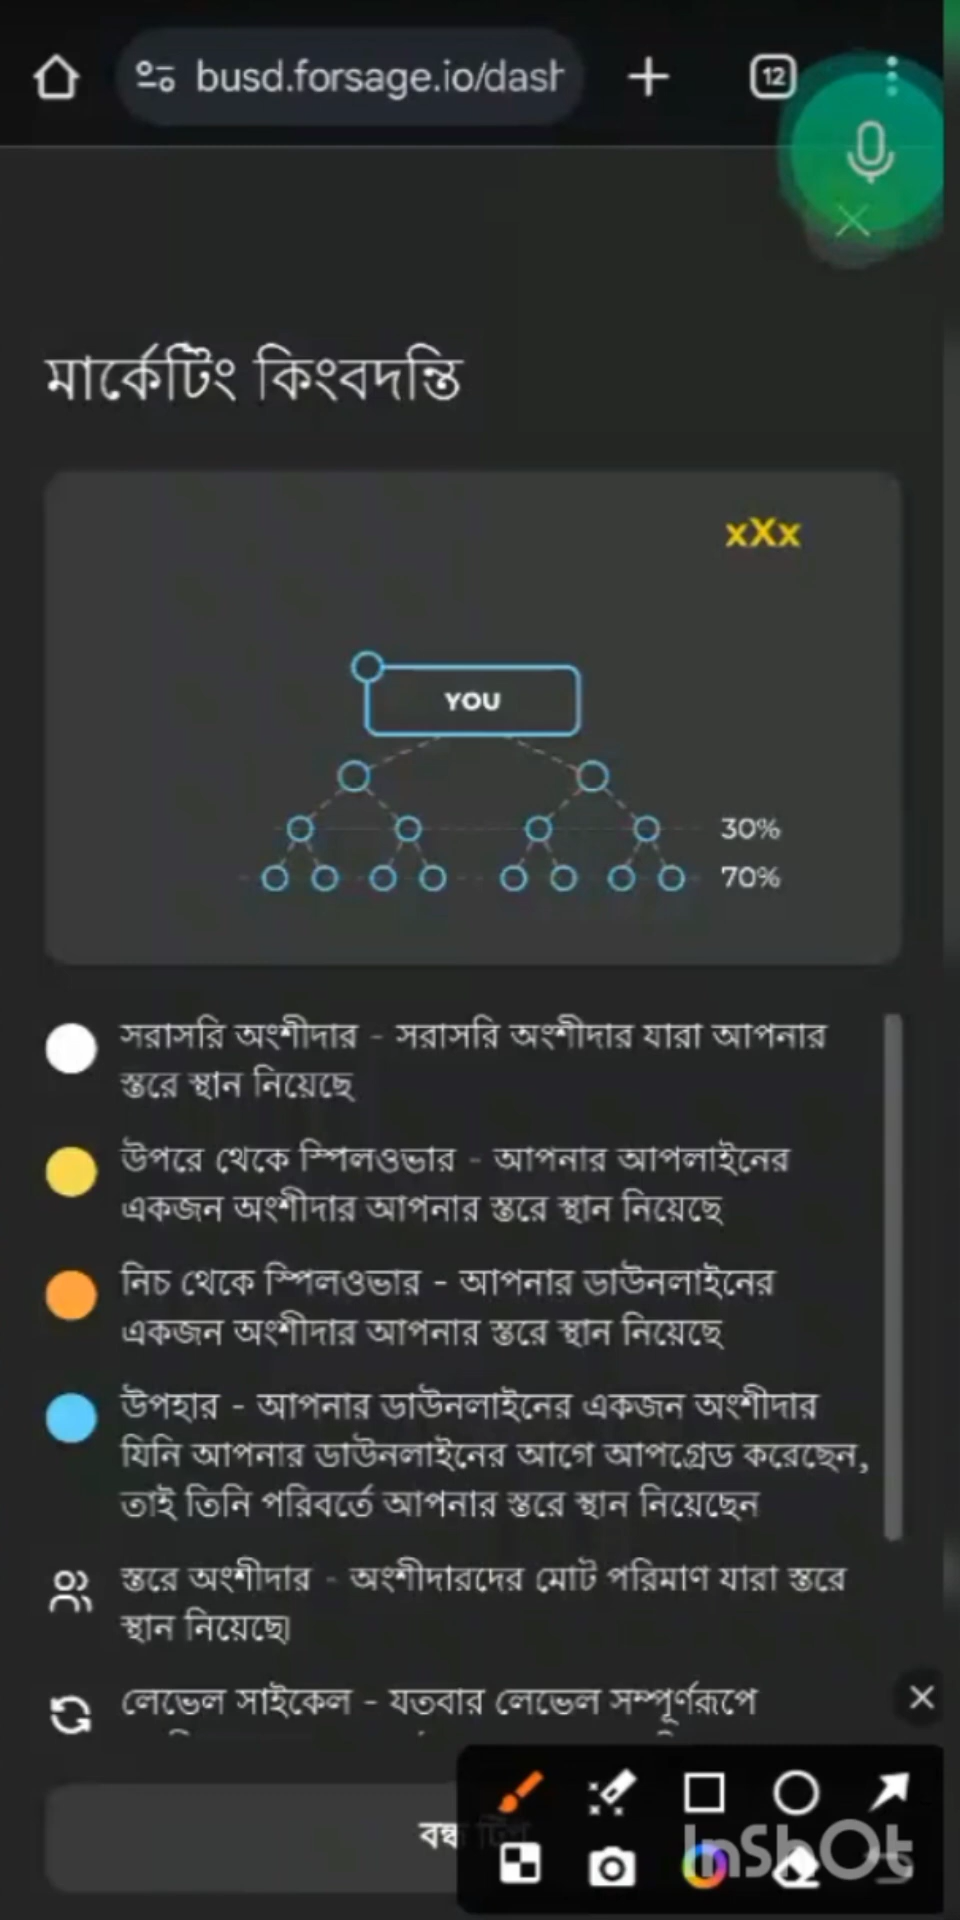 busd.forsage.io/dash
12
মার্কেটিং কিংবদন্তি
xXx
YOU
30%
70%
সরাসরি অংশীদার - সরাসরি অংশীদার যারা আপনার
স্তরে স্থান নিয়েছে
উপরে থেকে স্পিলওভার - আপনার আপলাইনের
একজন অংশীদার আপনার স্তরে স্থান নিয়েছে
নিচ থেকে স্পিলওভার - আপনার ডাউনলাইনের
একজন অংশীদার আপনার স্তরে স্থান নিয়েছে
উপহার - আপনার ডাউনলাইনের একজন অংশীদার
যিনি আপনার ডাউনলাইনের আগে আপগ্রেড করেছেন,
তাই তিনি পরিবর্তে আপনার স্তরে স্থান নিয়েছেন
স্তরে অংশীদার - অংশীদারদের মোট পরিমাণ যারা স্তরে
স্থান নিয়েছে|
লেভেল সাইকেল - যতবার লেভেল সম্পূর্ণরূপে
বন্ধ টিপ
InShOt